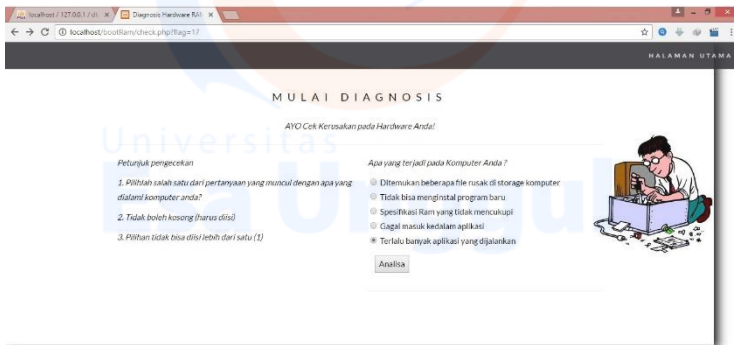 localhost / 127.0.0.1 / di
Diagnosis Hardware RAM
localhost/bootRam/check.php?flag=17
HALAMAN UTAMA
MULAI DIAGNOSIS
AYO Cek Kerusakan pada Hardware Anda!
Universitas
Esa Unggul
Petunjuk pengecekan
1. Pilihlah salah satu dari pertanyaan yang muncul dengan apa yang
dialami komputer anda?
2. Tidak boleh kosong (harus diisi)
3. Pilihan tidak bisa diisi lebih dari satu (1)
Apa yang terjadi pada Komputer Anda ?
Ditemukan beberapa file rusak di storage komputer
Tidak bisa menginstal program baru
Spesifikasi Ram yang tidak mencukupi
Gagal masuk kedalam aplikasi
Terlalu banyak aplikasi yang dijalankan
Analisa